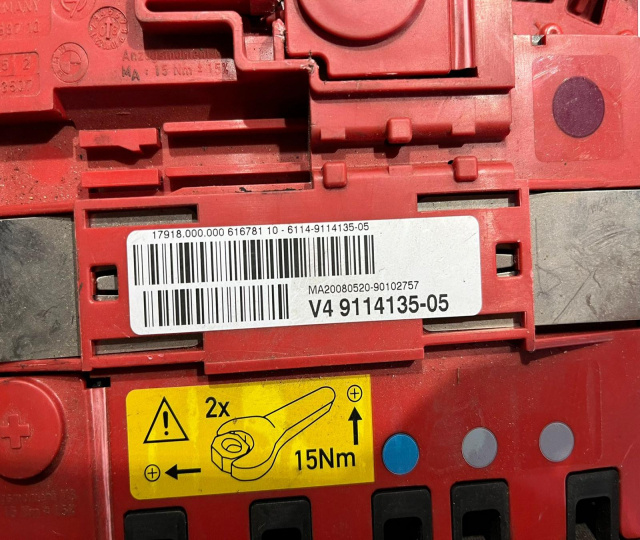 MA : 15 Nm ± 15%
17918.000.000 616781 10 - 6114-9114135-05
MA20080520-90102757
V4 9114135-05
2x
15Nm